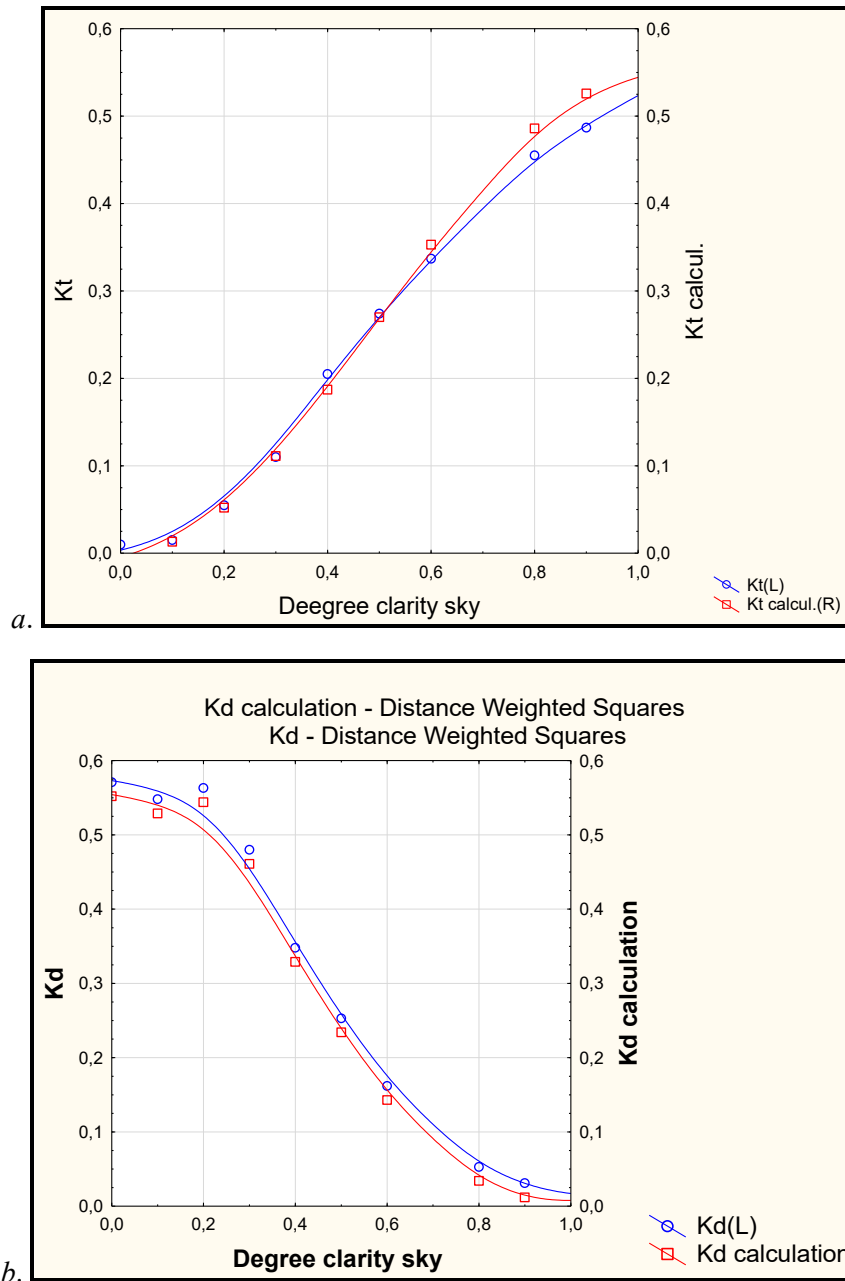 0,6 0,6
0,5 0,5
0,4 0,4
Kt 0,3 0,3 Kt calcul.
0,2 0,2
0,1 0,1
0,0 0,0
0,0 0,2 0,4 0,6 0,8 1,0
Deegree clarity sky
Kt(L)
Kt calcul.(R)
a.
Kd calculation - Distance Weighted Squares
Kd - Distance Weighted Squares
0,6 0,6
0,5 0,5
0,4 0,4
Kd 0,3 0,3 Kd calculation
0,2 0,2
0,1 0,1
0,0 0,0
0,0 0,2 0,4 0,6 0,8 1,0
Degree clarity sky
Kd(L)
Kd calculation
b.